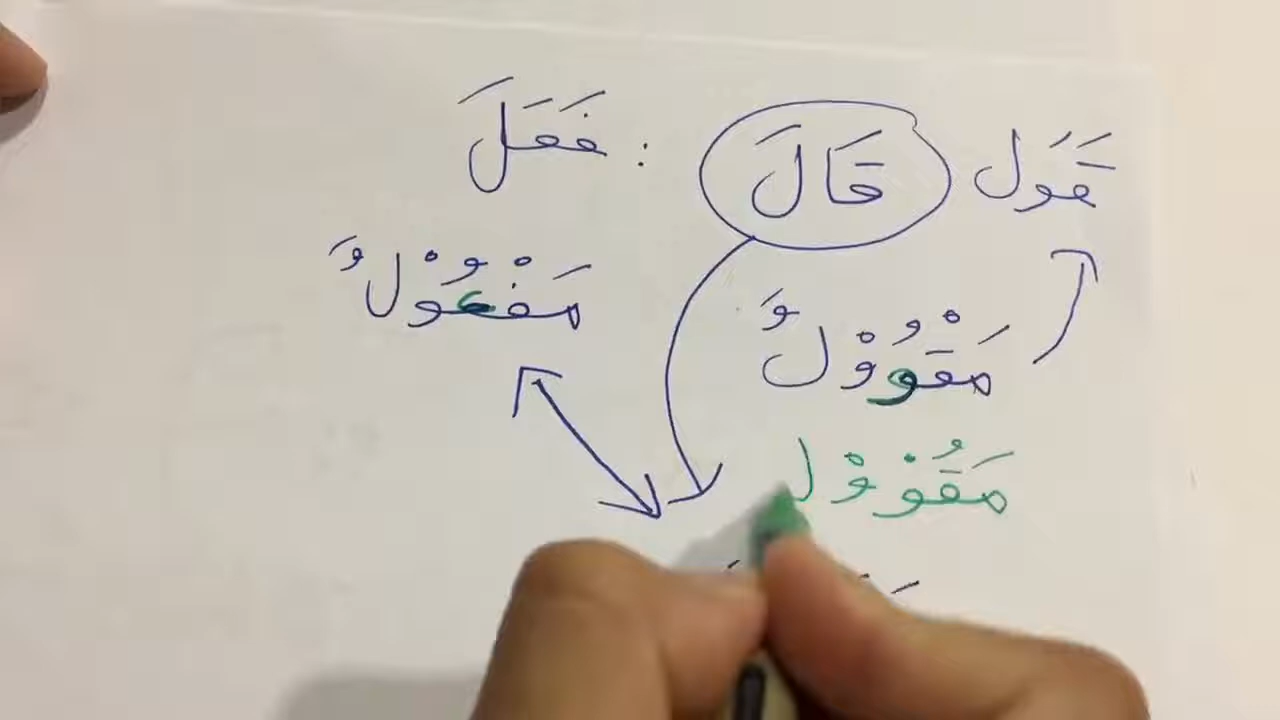 قَوَل قَالَ : فَعَلَ
مَقْوُوْلٌ مَفْعُوْلٌ
مَقُوْوْل